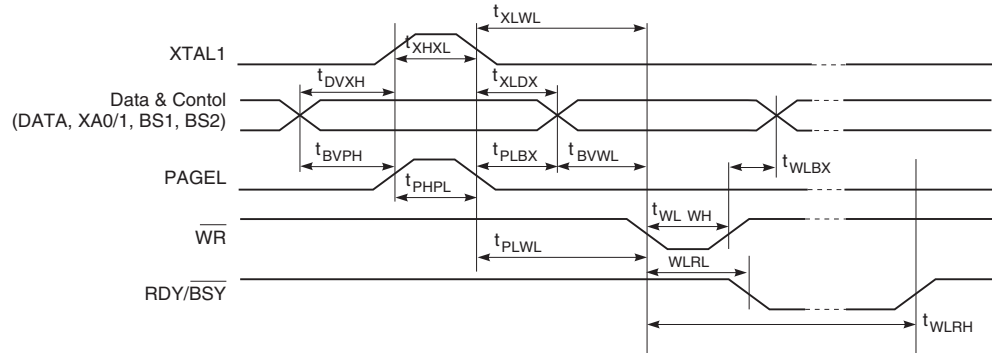 tXLWL
XTAL1
tXHXL
tDVXH
tXLDX
Data & Contol
(DATA, XA0/1, BS1, BS2)
tBVPH
tPLBX
tBVWL
tWLBX
PAGEL
tPHPL
tWL WH
WR
tPLWL
WLRL
RDY/BSY
tWLRH